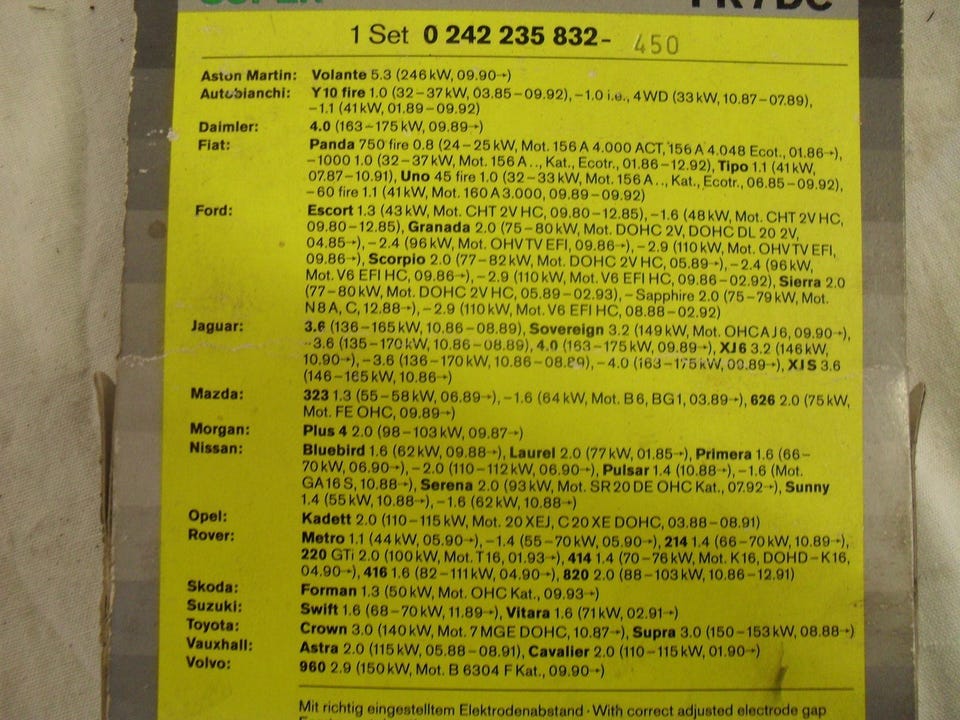 SUPER FR7DC
1 Set 0 242 235 832- 450
Aston Martin: Volante 5.3 (246 kW, 09.90→)
Autobianchi: Y10 fire 1.0 (32–37 kW, 03.85–09.92), –1.0 i.e., 4WD (33 kW, 10.87–07.89),
–1.1 (41 kW, 01.89–09.92)
Daimler: 4.0 (163–175 kW, 09.89→)
Fiat: Panda 750 fire 0.8 (24–25 kW, Mot. 156 A 4.000 ACT, 156 A 4.048 Ecot., 01.86→),
–1000 1.0 (32–37 kW, Mot. 156 A . ., Kat., Ecotr., 01.86–12.92), Tipo 1.1 (41 kW,
07.87–10.91), Uno 45 fire 1.0 (32–33 kW, Mot. 156 A . ., Kat., Ecotr., 06.85–09.92),
–60 fire 1.1 (41 kW, Mot. 160 A 3.000, 09.89–09.92)
Ford: Escort 1.3 (43 kW, Mot. CHT 2V HC, 09.80–12.85), –1.6 (48 kW, Mot. CHT 2V HC,
09.80–12.85), Granada 2.0 (75–80 kW, Mot. DOHC 2V, DOHC DL 20 2V,
04.85→), –2.4 (96 kW, Mot. OHV TV EFI, 09.86→), –2.9 (110 kW, Mot. OHV TV EFI,
09.86→), Scorpio 2.0 (77–82 kW, Mot. DOHC 2V HC, 05.89→), –2.4 (96 kW,
Mot. V6 EFI HC, 09.86→), –2.9 (110 kW, Mot. V6 EFI HC, 09.86–02.92), Sierra 2.0
(77–80 kW, Mot. DOHC 2V HC, 05.89–02.93), –Sapphire 2.0 (75–79 kW, Mot.
N 8 A, C, 12.88→), –2.9 (110 kW, Mot. V6 EFI HC, 08.88–02.92)
Jaguar: 3.6 (136–165 kW, 10.86–08.89), Sovereign 3.2 (149 kW, Mot. OHC AJ6, 09.90→),
–3.6 (135–170 kW, 10.86–08.89), 4.0 (163–175 kW, 09.89→), XJ6 3.2 (146 kW,
10.90→), –3.6 (136–170 kW, 10.86–08.89), –4.0 (163–175 kW, 09.89→), XJS 3.6
(146–165 kW, 10.86→)
Mazda: 323 1.3 (55–58 kW, 06.89→), –1.6 (64 kW, Mot. B6, BG1, 03.89→), 626 2.0 (75 kW,
Mot. FE OHC, 09.89→)
Morgan: Plus 4 2.0 (98–103 kW, 09.87→)
Nissan: Bluebird 1.6 (62 kW, 09.88→), Laurel 2.0 (77 kW, 01.85→), Primera 1.6 (66–
70 kW, 06.90→), –2.0 (110–112 kW, 06.90→), Pulsar 1.4 (10.88→), –1.6 (Mot.
GA 16 S, 10.88→), Serena 2.0 (93 kW, Mot. SR 20 DE OHC Kat., 07.92→), Sunny
1.4 (55 kW, 10.88→), –1.6 (62 kW, 10.88→)
Opel: Kadett 2.0 (110–115 kW, Mot. 20 XEJ, C 20 XE DOHC, 03.88–08.91)
Rover: Metro 1.1 (44 kW, 05.90→), –1.4 (55–70 kW, 05.90→), 214 1.4 (66–70 kW, 10.89→),
220 GTi 2.0 (100 kW, Mot. T16, 01.93→), 414 1.4 (70–76 kW, Mot. K16, DOHD–K16,
04.90→), 416 1.6 (82–111 kW, 04.90→), 820 2.0 (88–103 kW, 10.86–12.91)
Skoda: Forman 1.3 (50 kW, Mot. OHC Kat., 09.93→)
Suzuki: Swift 1.6 (68–70 kW, 11.89→), Vitara 1.6 (71 kW, 02.91→)
Toyota: Crown 3.0 (140 kW, Mot. 7 MGE DOHC, 10.87→), Supra 3.0 (150–153 kW, 08.88→)
Vauxhall: Astra 2.0 (115 kW, 05.88–08.91), Cavalier 2.0 (110–115 kW, 01.90→)
Volvo: 960 2.9 (150 kW, Mot. B 6304 F Kat., 09.90→)
Mit richtig eingestelltem Elektrodenabstand · With correct adjusted electrode gap